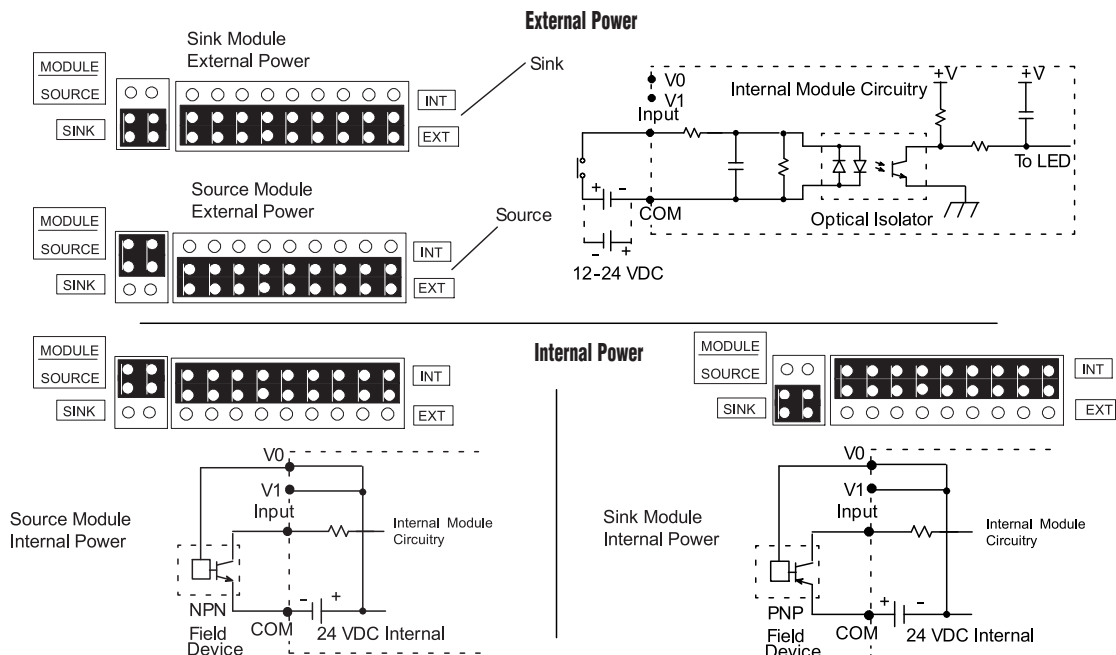 External Power
Sink Module
External Power
MODULE
SOURCE
SINK
INT
EXT
Sink
Source Module
External Power
MODULE
SOURCE
SINK
INT
EXT
Source
V0
V1
Input
Internal Module Circuitry
+V
+V
To LED
+ -
COM
Optical Isolator
- +
12-24 VDC
Internal Power
MODULE
SOURCE
SINK
INT
EXT
V0
V1
Input
Source Module
Internal Power
Internal Module
Circuitry
NPN
Field
Device
COM
- +
24 VDC Internal
MODULE
SOURCE
SINK
INT
EXT
V0
V1
Input
Sink Module
Internal Power
Internal Module
Circuitry
PNP
Field
Device
COM
+ -
24 VDC Internal